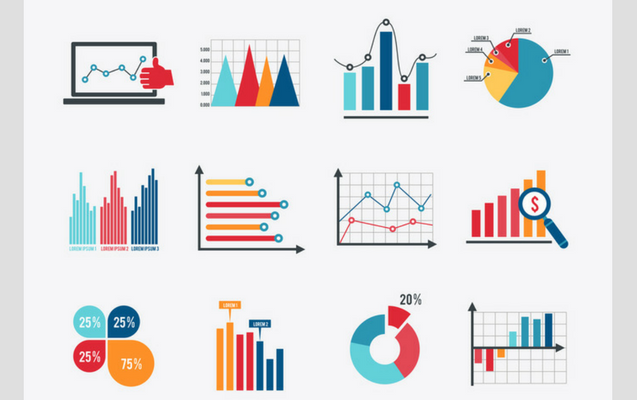 5.000
4.000
3.000
2.000
1.000
0.000
LOREM 1
LOREM 2
LOREM 3
LOREM 4
LOREM 5
LOREM IPSUM 1
LOREM IPSUM 2
LOREM IPSUM 3
$
25%
25%
25%
75%
LOREM 1
LOREM 2
20%